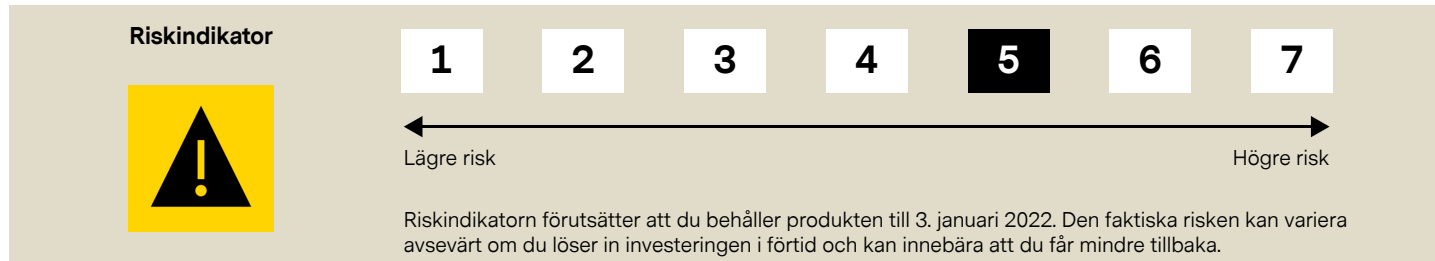 Riskindikator
1 2 3 4 5 6 7
Lägre risk Högre risk
Riskindikatorn förutsätter att du behåller produkten till 3. januari 2022. Den faktiska risken kan variera
avsevärt om du löser in investeringen i förtid och kan innebära att du får mindre tillbaka.